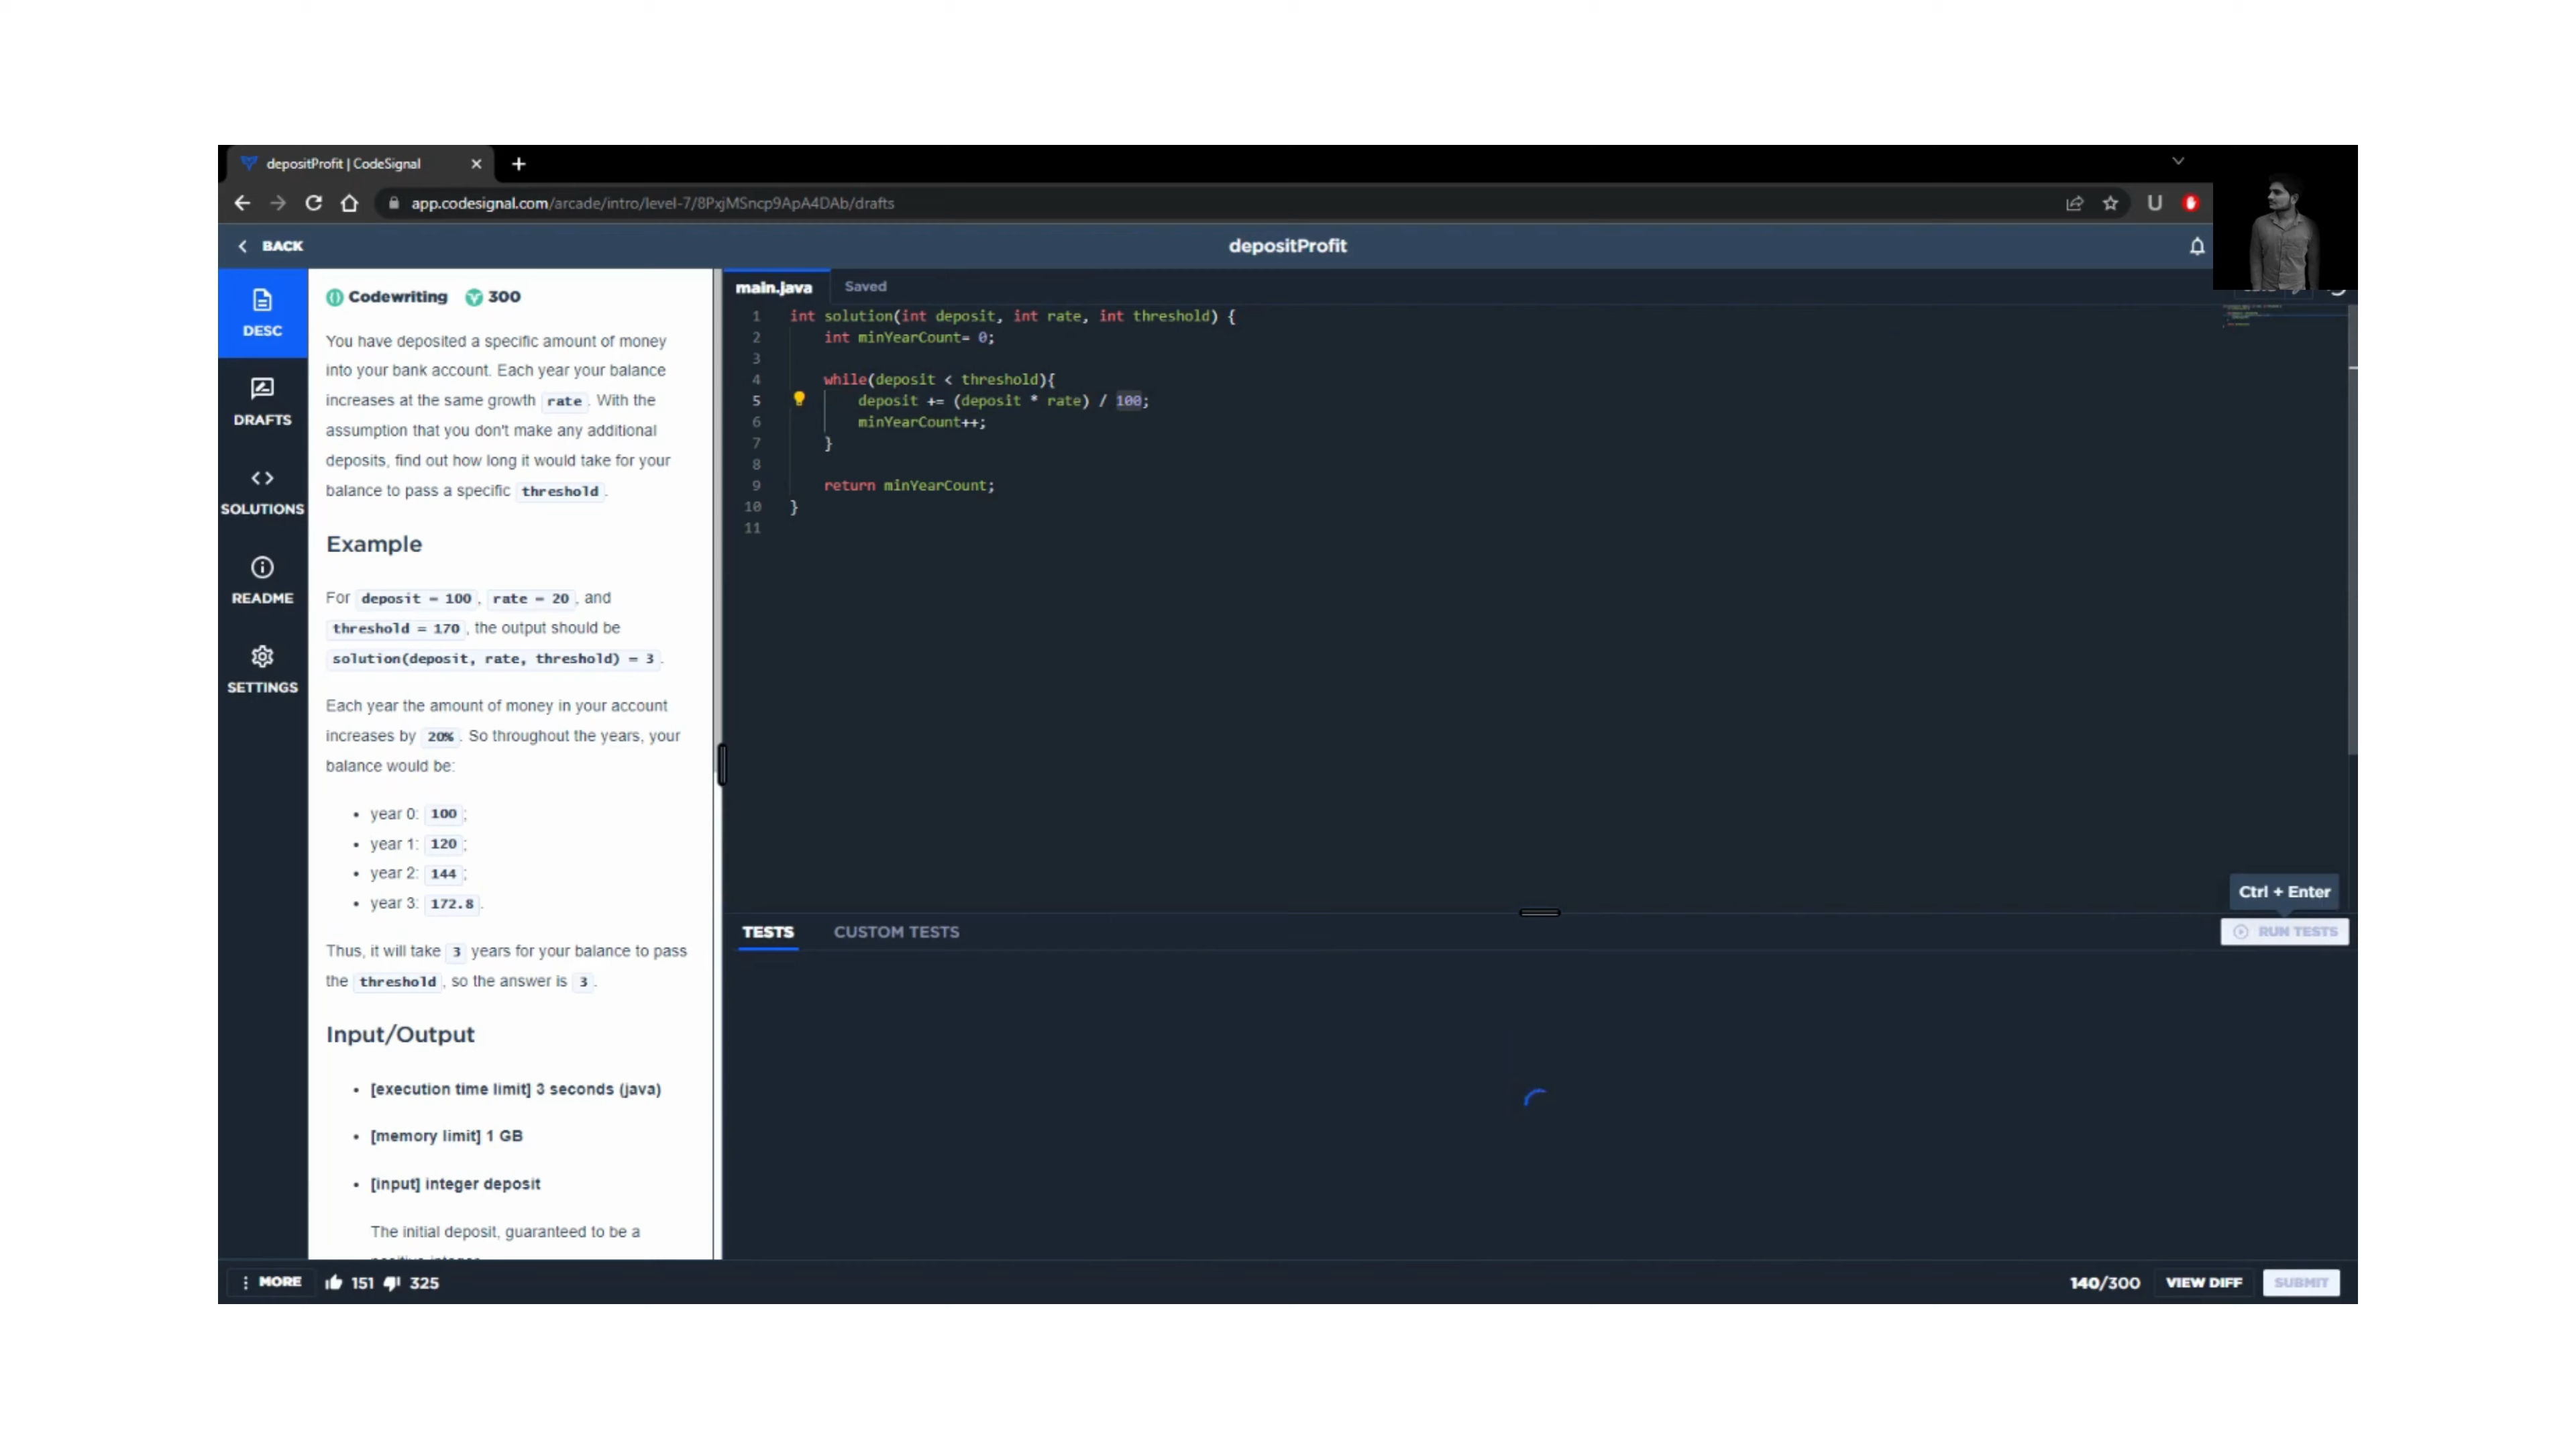 depositProfit | CodeSignal
app.codesignal.com/arcade/intro/level-7/8PxjMSncp9ApA4DAb/drafts
U
BACK
depositProfit
DESC
DRAFTS
SOLUTIONS
README
SETTINGS
Codewriting 300
You have deposited a specific amount of money
into your bank account. Each year your balance
increases at the same growth rate . With the
assumption that you don't make any additional
deposits, find out how long it would take for your
balance to pass a specific threshold .
Example
For deposit = 100 , rate = 20 , and
threshold = 170 , the output should be
solution(deposit, rate, threshold) = 3 .
Each year the amount of money in your account
increases by 20% . So throughout the years, your
balance would be:
• year 0: 100 ;
• year 1: 120 ;
• year 2: 144 ;
• year 3: 172.8 .
Thus, it will take 3 years for your balance to pass
the threshold , so the answer is 3 .
Input/Output
• [execution time limit] 3 seconds (java)
• [memory limit] 1 GB
• [input] integer deposit
The initial deposit, guaranteed to be a
main.java Saved
1 int solution(int deposit, int rate, int threshold) {
2 int minYearCount= 0;
3
4 while(deposit < threshold){
5 deposit += (deposit * rate) / 100;
6 minYearCount++;
7 }
8
9 return minYearCount;
10 }
11
Ctrl + Enter
TESTS CUSTOM TESTS RUN TESTS
MORE 151 325
140/300 VIEW DIFF SUBMIT